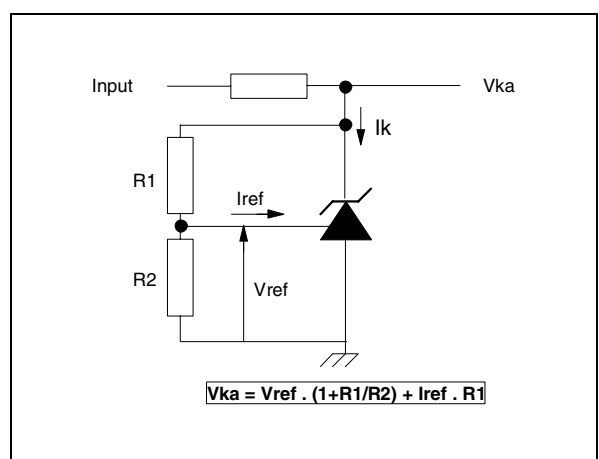 Input
Vka
Ik
R1
Iref
R2
Vref
Vka = Vref . (1+R1/R2) + Iref . R1